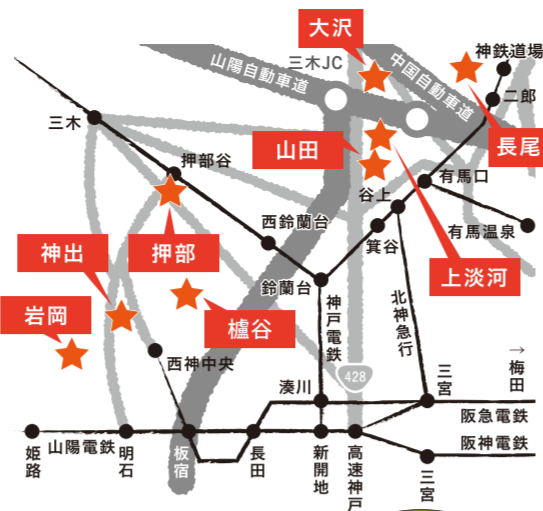 大沢
神鉄道場
三木JC
山陽自動車道
中国自動車道
二郎
三木
長尾
山田
押部谷
有馬口
谷上
西鈴蘭台
箕谷
有馬温泉
神出
押部
上淡河
鈴蘭台
岩岡
櫨谷
神戸電鉄
北神急行
西神中央
428
三宮
→梅田
湊川
阪急電鉄
山陽電鉄
阪神電鉄
姫路
明石
板宿
長田
新開地
高速神戸
三宮